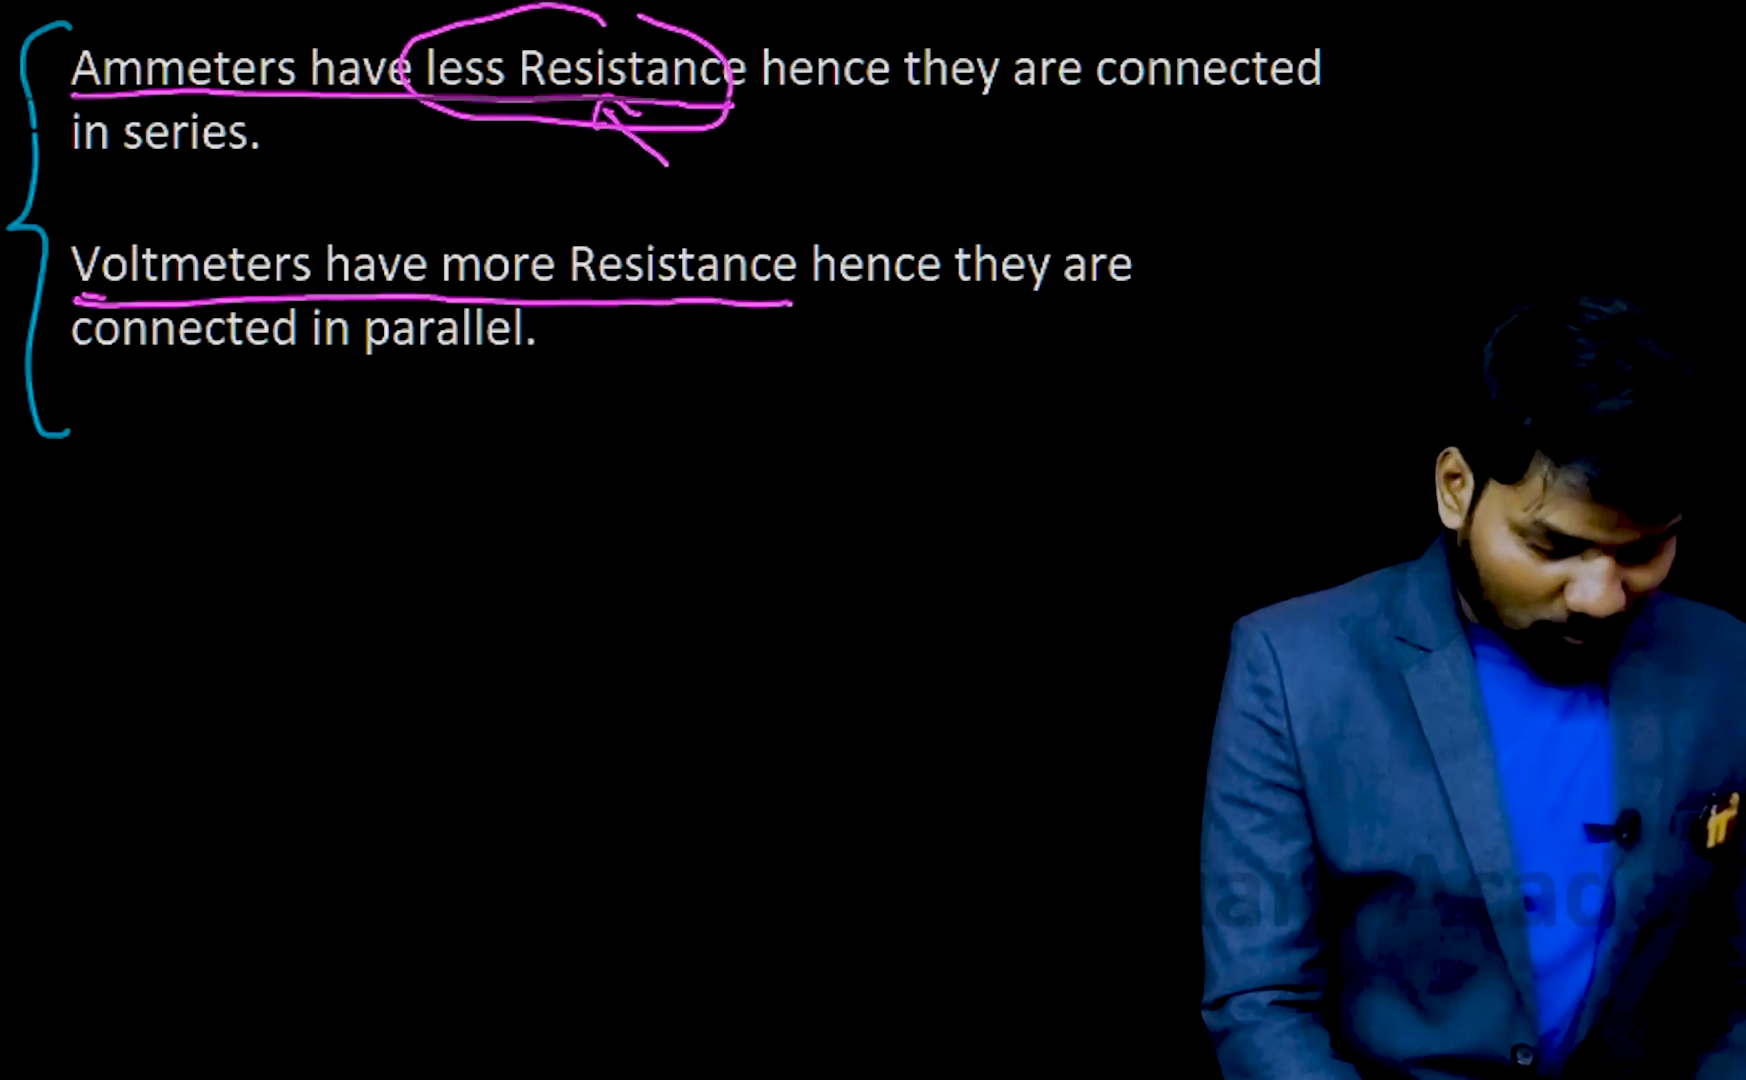 Ammeters have less Resistance hence they are connected
in series.
Voltmeters have more Resistance hence they are
connected in parallel.